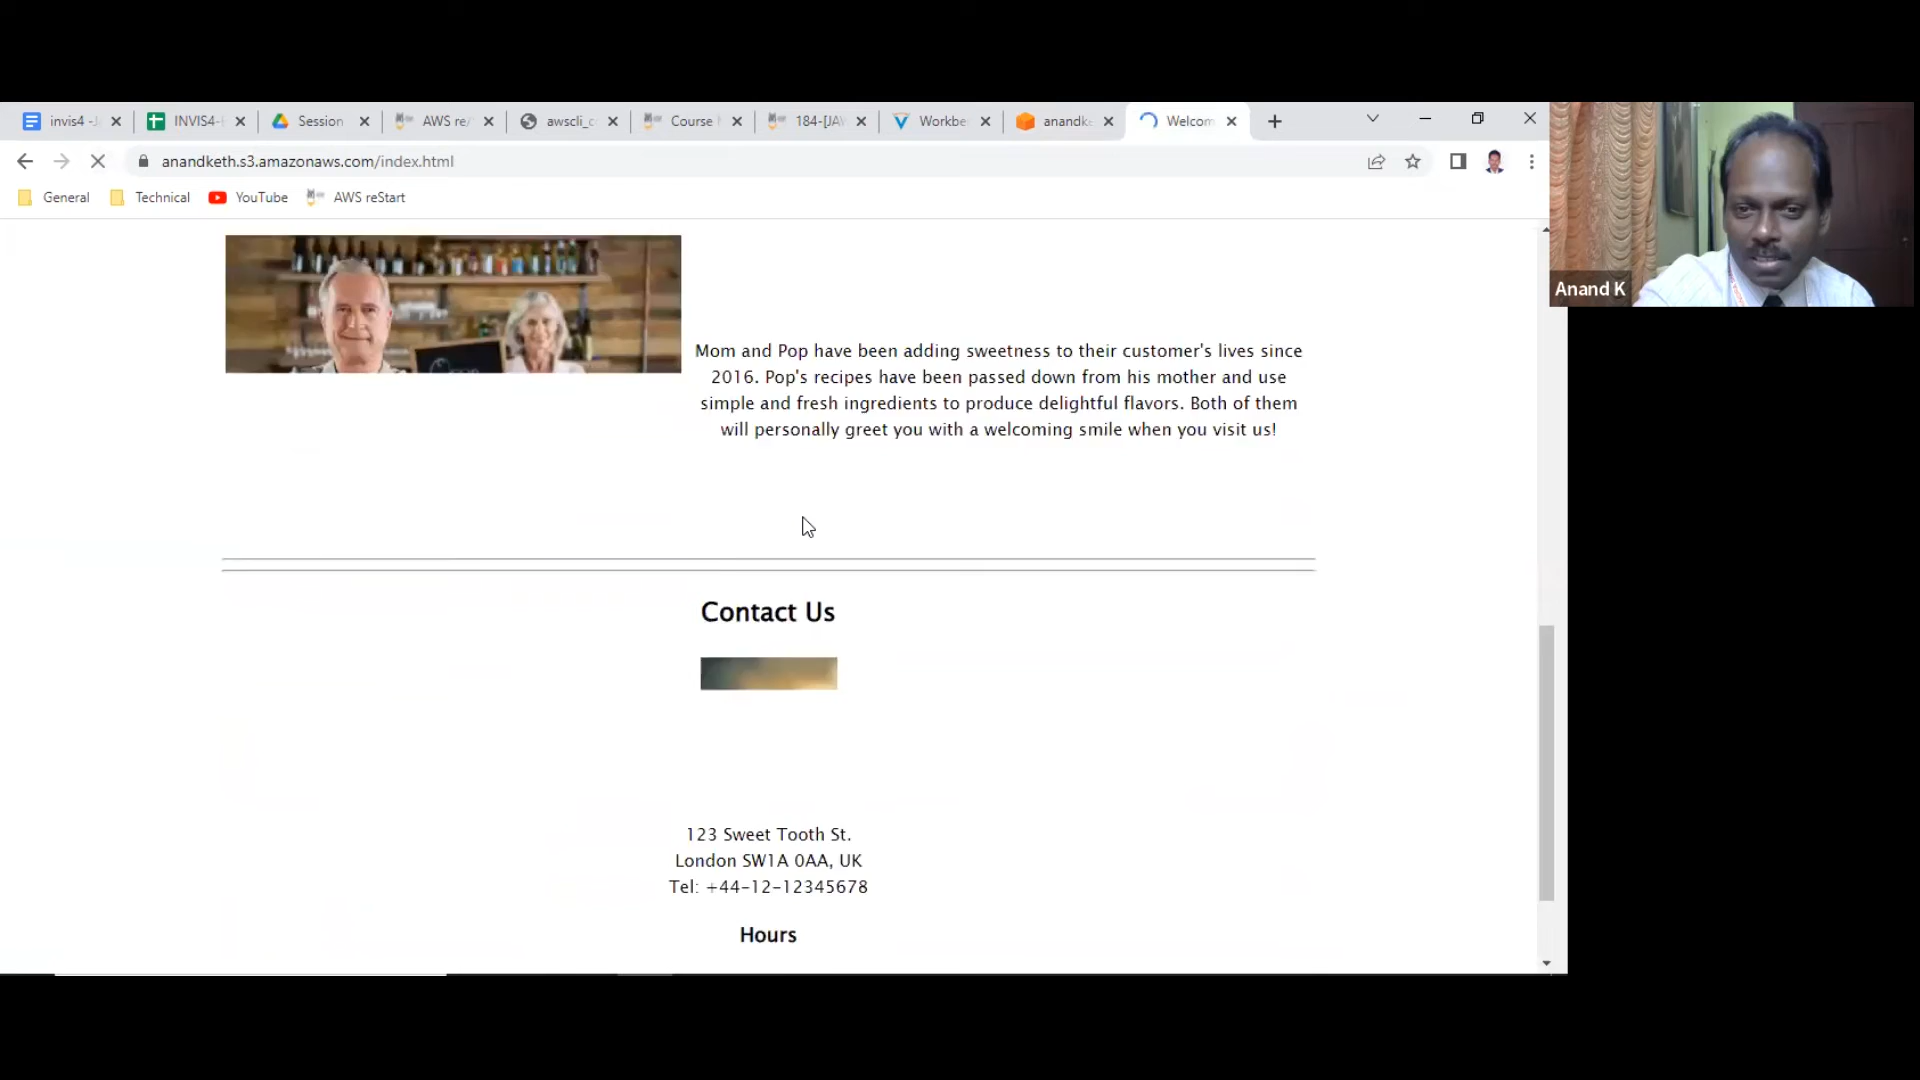 invis4 -J
INVIS4-
Session
AWS re/
awscli_c
Course
184-[JAV
Workbe
anandke
Welcom
anandketh.s3.amazonaws.com/index.html
General
Technical
YouTube
AWS reStart
Anand K
Mom and Pop have been adding sweetness to their customer's lives since
2016. Pop's recipes have been passed down from his mother and use
simple and fresh ingredients to produce delightful flavors. Both of them
will personally greet you with a welcoming smile when you visit us!
Contact Us
123 Sweet Tooth St.
London SW1A 0AA, UK
Tel: +44-12-12345678
Hours